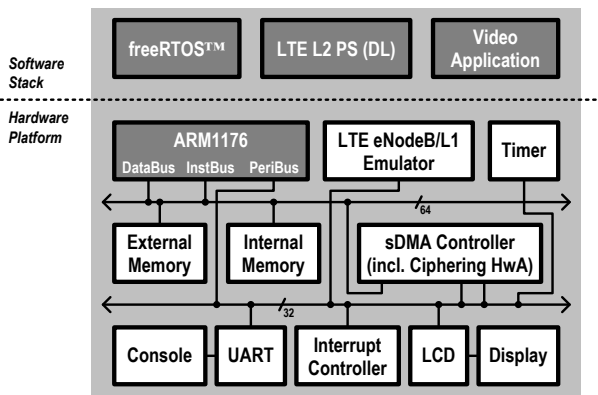 freeRTOS™
LTE L2 PS (DL)
Video
Application
Software
Stack
Hardware
Platform
ARM1176
DataBus InstBus PeriBus
LTE eNodeB/L1
Emulator
Timer
64
External
Memory
Internal
Memory
sDMA Controller
(incl. Ciphering HwA)
32
Console
UART
Interrupt
Controller
LCD
Display